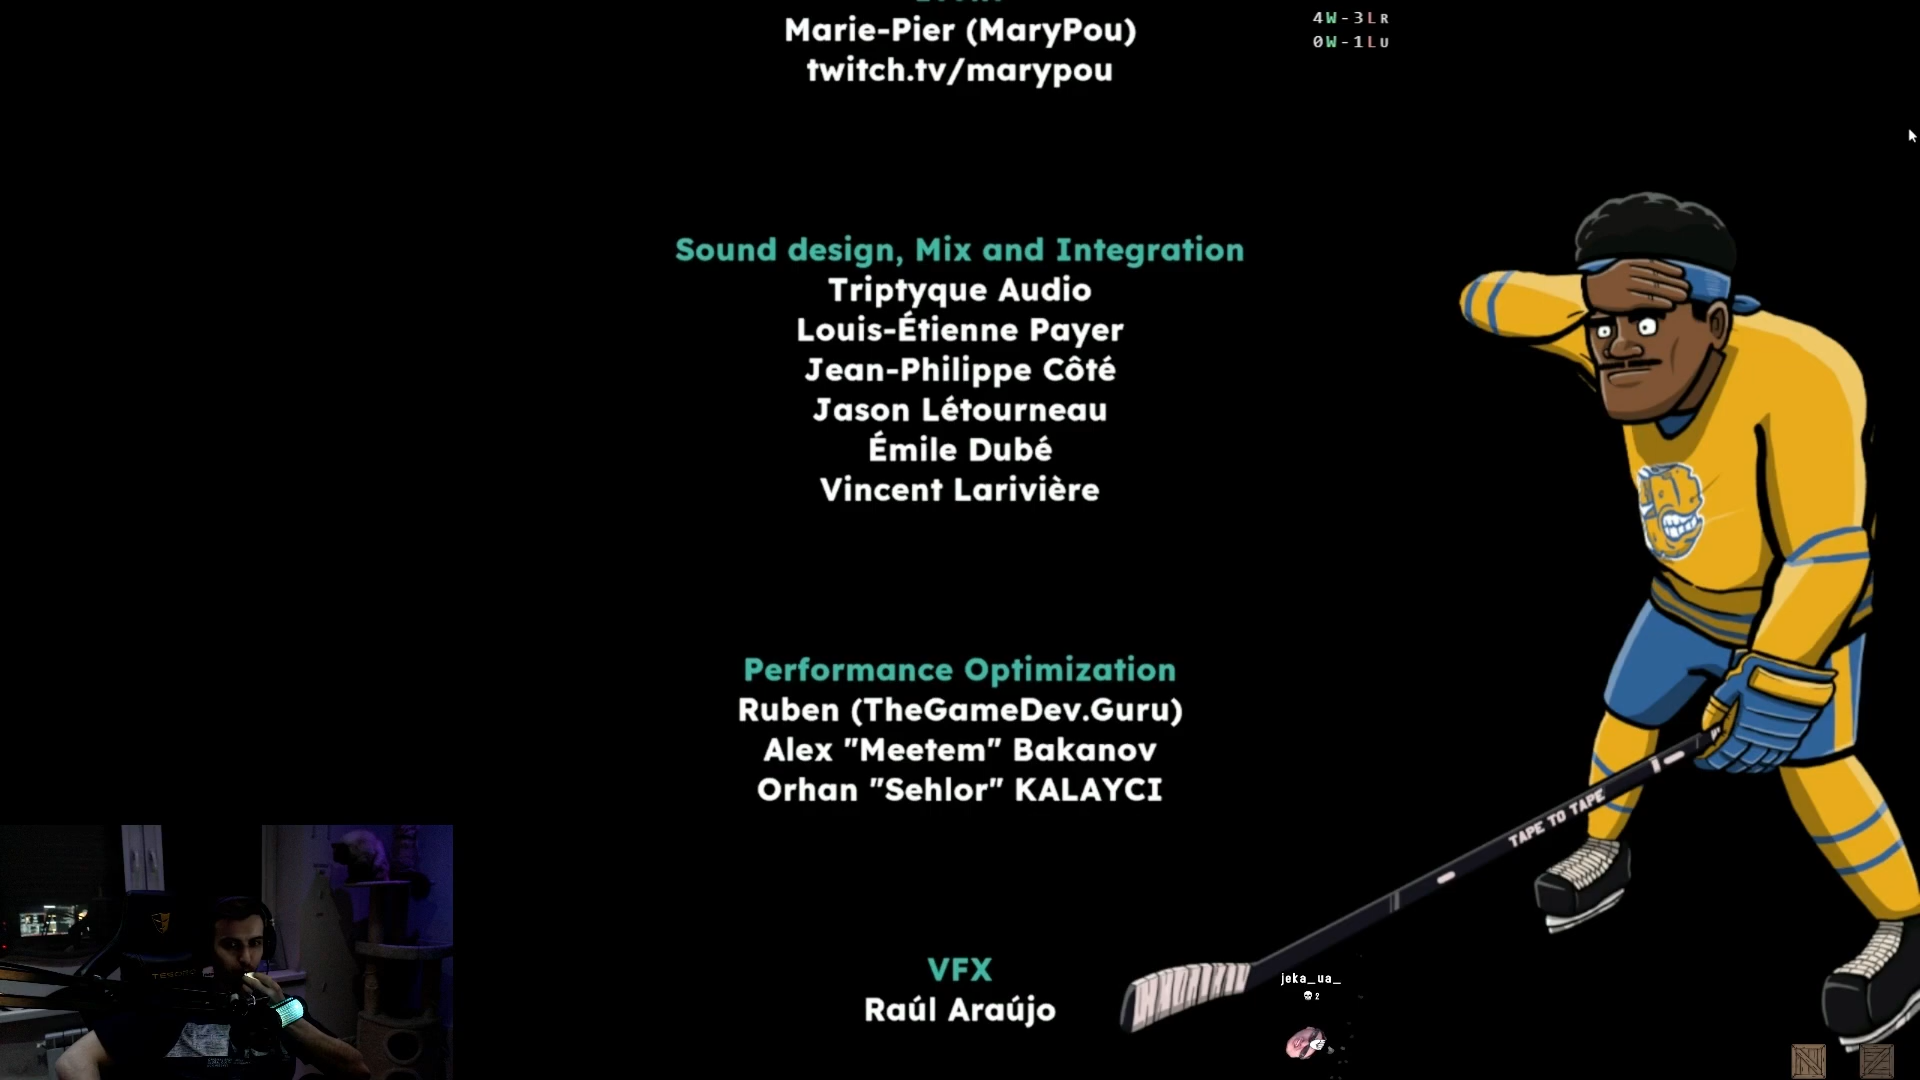 Marie-Pier (MaryPou)
twitch.tv/marypou
4W-3LR
0W-1LU
Sound design, Mix and Integration
Triptyque Audio
Louis-Étienne Payer
Jean-Philippe Côté
Jason Létourneau
Émile Dubé
Vincent Larivière
Performance Optimization
Ruben (TheGameDev.Guru)
Alex "Meetem" Bakanov
Orhan "Sehlor" KALAYCI
TAPE TO TAPE
VFX
Raúl Araújo
jeka_ua_
2